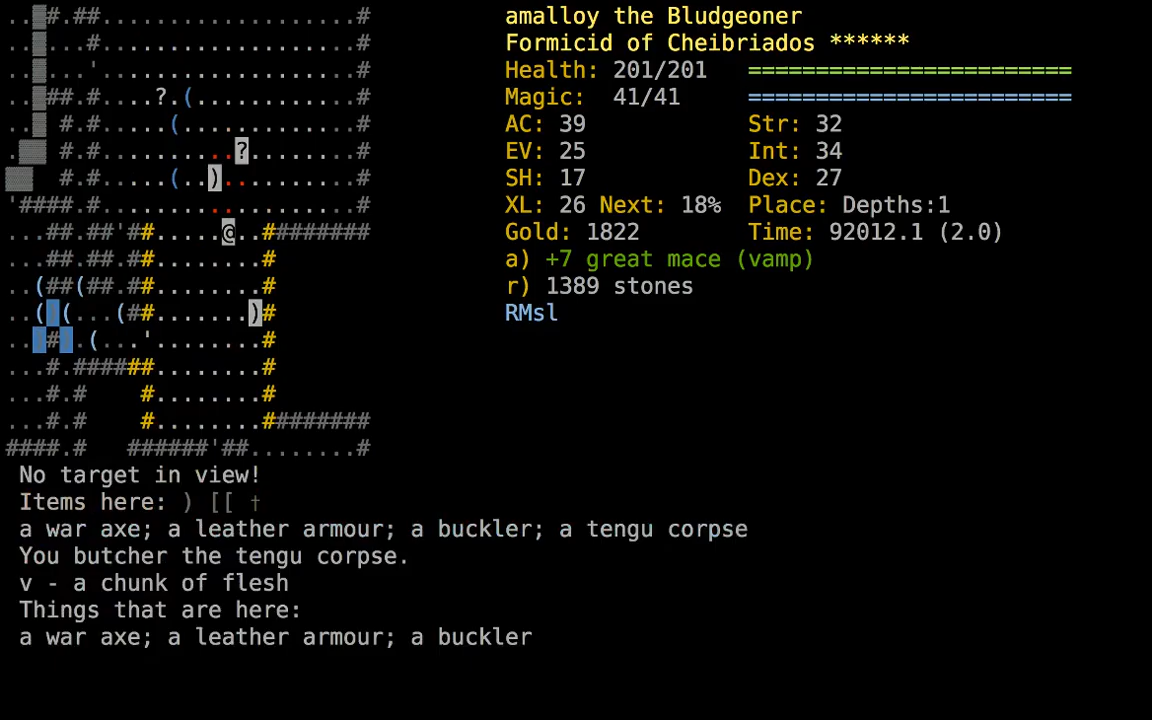 amalloy the Bludgeoner
Formicid of Cheibriados ******
Health: 201/201 ========================
Magic: 41/41 ========================
AC: 39 Str: 32
EV: 25 Int: 34
SH: 17 Dex: 27
XL: 26 Next: 18% Place: Depths:1
Gold: 1822 Time: 92012.1 (2.0)
a) +7 great mace (vamp)
r) 1389 stones
RMsl
No target in view!
Items here: ) [[ †
a war axe; a leather armour; a buckler; a tengu corpse
You butcher the tengu corpse.
v - a chunk of flesh
Things that are here:
a war axe; a leather armour; a buckler